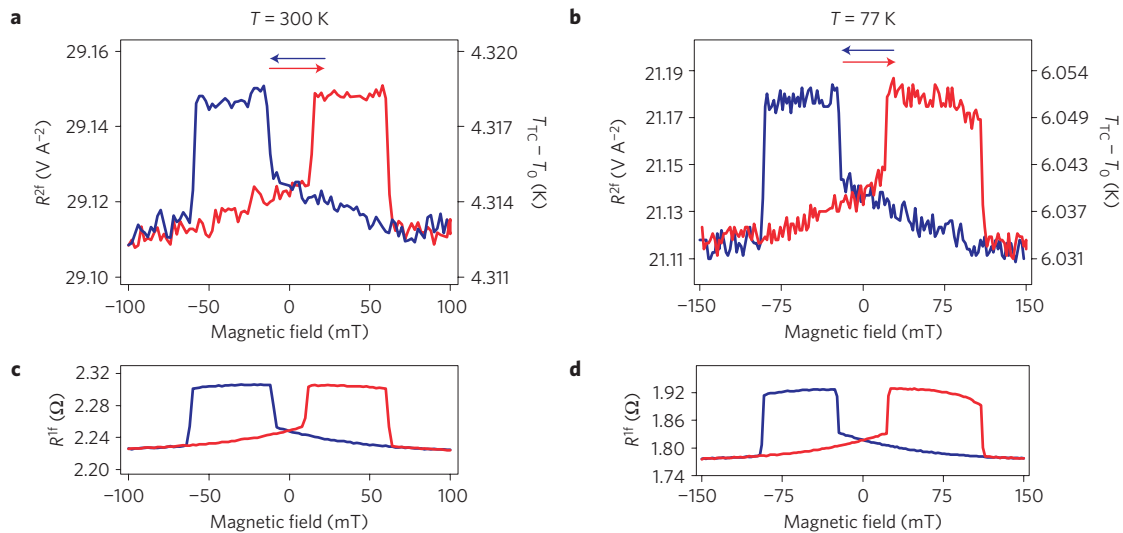 a
T = 300 K
29.16
29.14
29.12
29.10
R²ᶠ (V A⁻²)
4.320
4.317
4.314
4.311
T_TC – T_0 (K)
−100 −50 0 50 100
Magnetic field (mT)
b
T = 77 K
21.19
21.17
21.15
21.13
21.11
R²ᶠ (V A⁻²)
6.054
6.049
6.043
6.037
6.031
T_TC – T_0 (K)
−150 −75 0 75 150
Magnetic field (mT)
c
2.32
2.28
2.24
2.20
R¹ᶠ (Ω)
−100 −50 0 50 100
Magnetic field (mT)
d
1.92
1.86
1.80
1.74
R¹ᶠ (Ω)
−150 −75 0 75 150
Magnetic field (mT)